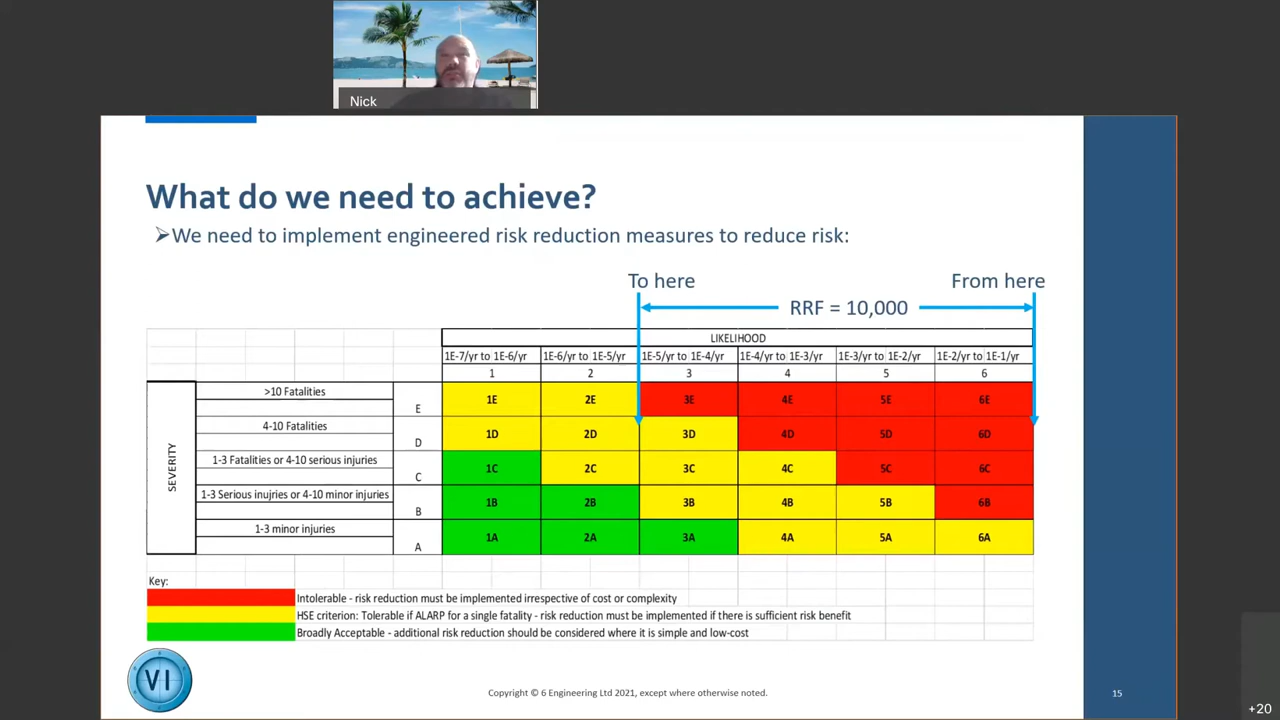 Nick
What do we need to achieve?
➢We need to implement engineered risk reduction measures to reduce risk:
To here From here
RRF = 10,000
LIKELIHOOD
1E-7/yr to 1E-6/yr 1E-6/yr to 1E-5/yr 1E-5/yr to 1E-4/yr 1E-4/yr to 1E-3/yr 1E-3/yr to 1E-2/yr 1E-2/yr to 1E-1/yr
1 2 3 4 5 6
SEVERITY
>10 Fatalities E 1E 2E 3E 4E 5E 6E
4-10 Fatalities D 1D 2D 3D 4D 5D 6D
1-3 Fatalities or 4-10 serious injuries C 1C 2C 3C 4C 5C 6C
1-3 Serious inujries or 4-10 minor injuries B 1B 2B 3B 4B 5B 6B
1-3 minor injuries A 1A 2A 3A 4A 5A 6A
Key:
Intolerable - risk reduction must be implemented irrespective of cost or complexity
HSE criterion: Tolerable if ALARP for a single fatality - risk reduction must be implemented if there is sufficient risk benefit
Broadly Acceptable - additional risk reduction should be considered where it is simple and low-cost
VI
Copyright © 6 Engineering Ltd 2021, except where otherwise noted.
15
+20